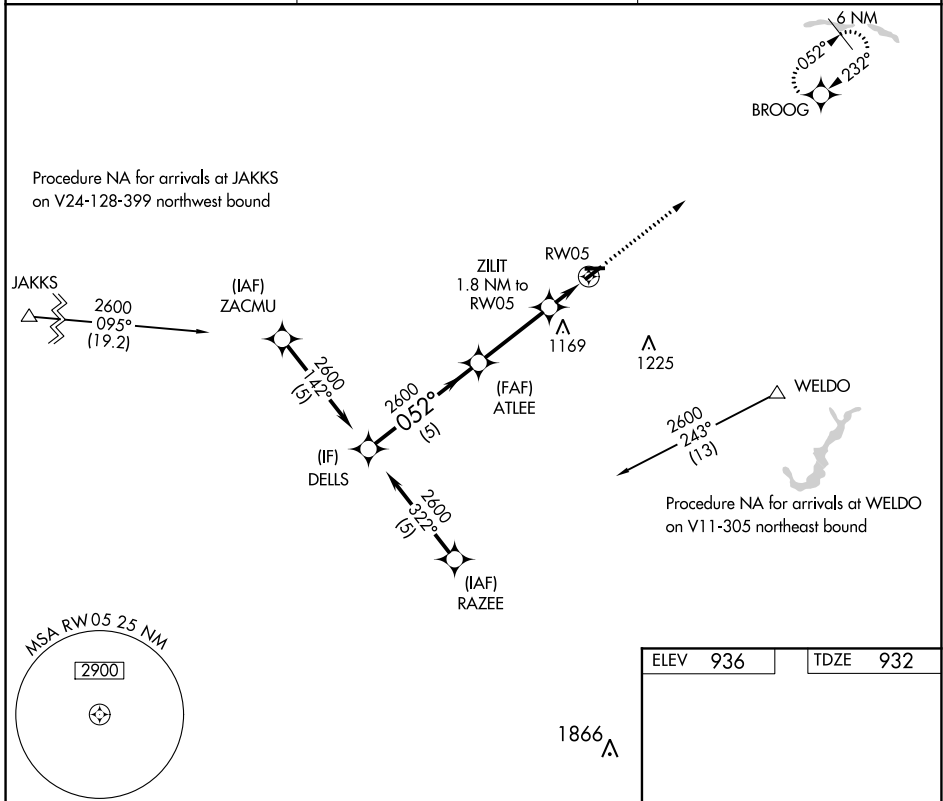 6 NM
052°
232°
BROOG
Procedure NA for arrivals at JAKKS
on V24-128-399 northwest bound
JAKKS
2600
095°
(19.2)
(IAF)
ZACMU
2600
142°
(5)
ZILIT
1.8 NM to
RW05
RW05
1169
1225
2600
052°
(5)
(FAF)
ATLEE
WELDO
2600
243°
(13)
(IF)
DELLS
Procedure NA for arrivals at WELDO
on V11-305 northeast bound
2600
322°
(5)
(IAF)
RAZEE
MSA RW05 25 NM
2900
ELEV 936
TDZE 932
1866